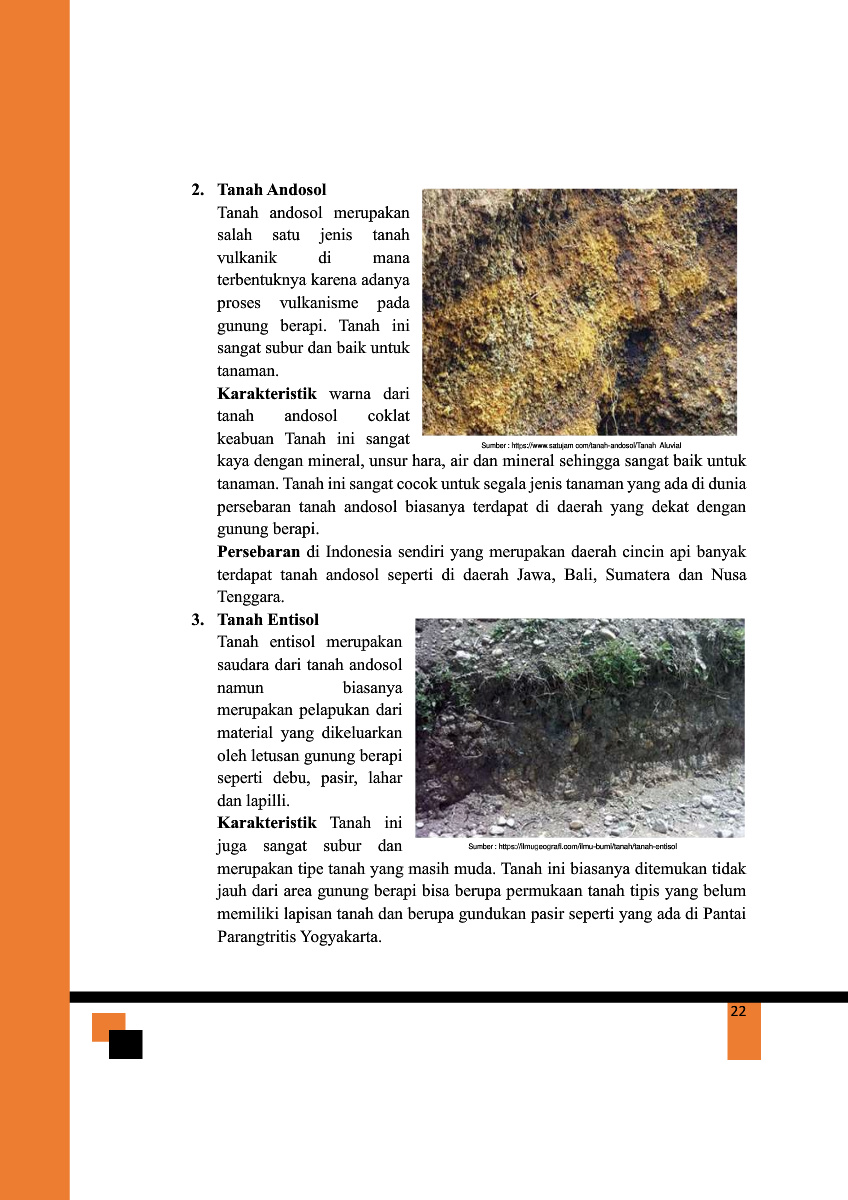 2. Tanah Andosol
Tanah andosol merupakan
salah satu jenis tanah
vulkanik di mana
terbentuknya karena adanya
proses vulkanisme pada
gunung berapi. Tanah ini
sangat subur dan baik untuk
tanaman.
Karakteristik warna dari
tanah andosol coklat
keabuan Tanah ini sangat
Sumber : https://www.satujam com/tanah-andosol/Tanah Aluvial
kaya dengan mineral, unsur hara, air dan mineral sehingga sangat baik untuk
tanaman. Tanah ini sangat cocok untuk segala jenis tanaman yang ada di dunia
persebaran tanah andosol biasanya terdapat di daerah yang dekat dengan
gunung berapi.
Persebaran di Indonesia sendiri yang merupakan daerah cincin api banyak
terdapat tanah andosol seperti di daerah Jawa, Bali, Sumatera dan Nusa
Tenggara.
3. Tanah Entisol
Tanah entisol merupakan
saudara dari tanah andosol
namun biasanya
merupakan pelapukan dari
material yang dikeluarkan
oleh letusan gunung berapi
seperti debu, pasir, lahar
dan lapilli.
Karakteristik Tanah ini
juga sangat subur dan
Sumber : https://ilmugeografi.com/ilmu-bumi/tanah/tanah-entisol
merupakan tipe tanah yang masih muda. Tanah ini biasanya ditemukan tidak
jauh dari area gunung berapi bisa berupa permukaan tanah tipis yang belum
memiliki lapisan tanah dan berupa gundukan pasir seperti yang ada di Pantai
Parangtritis Yogyakarta.
22